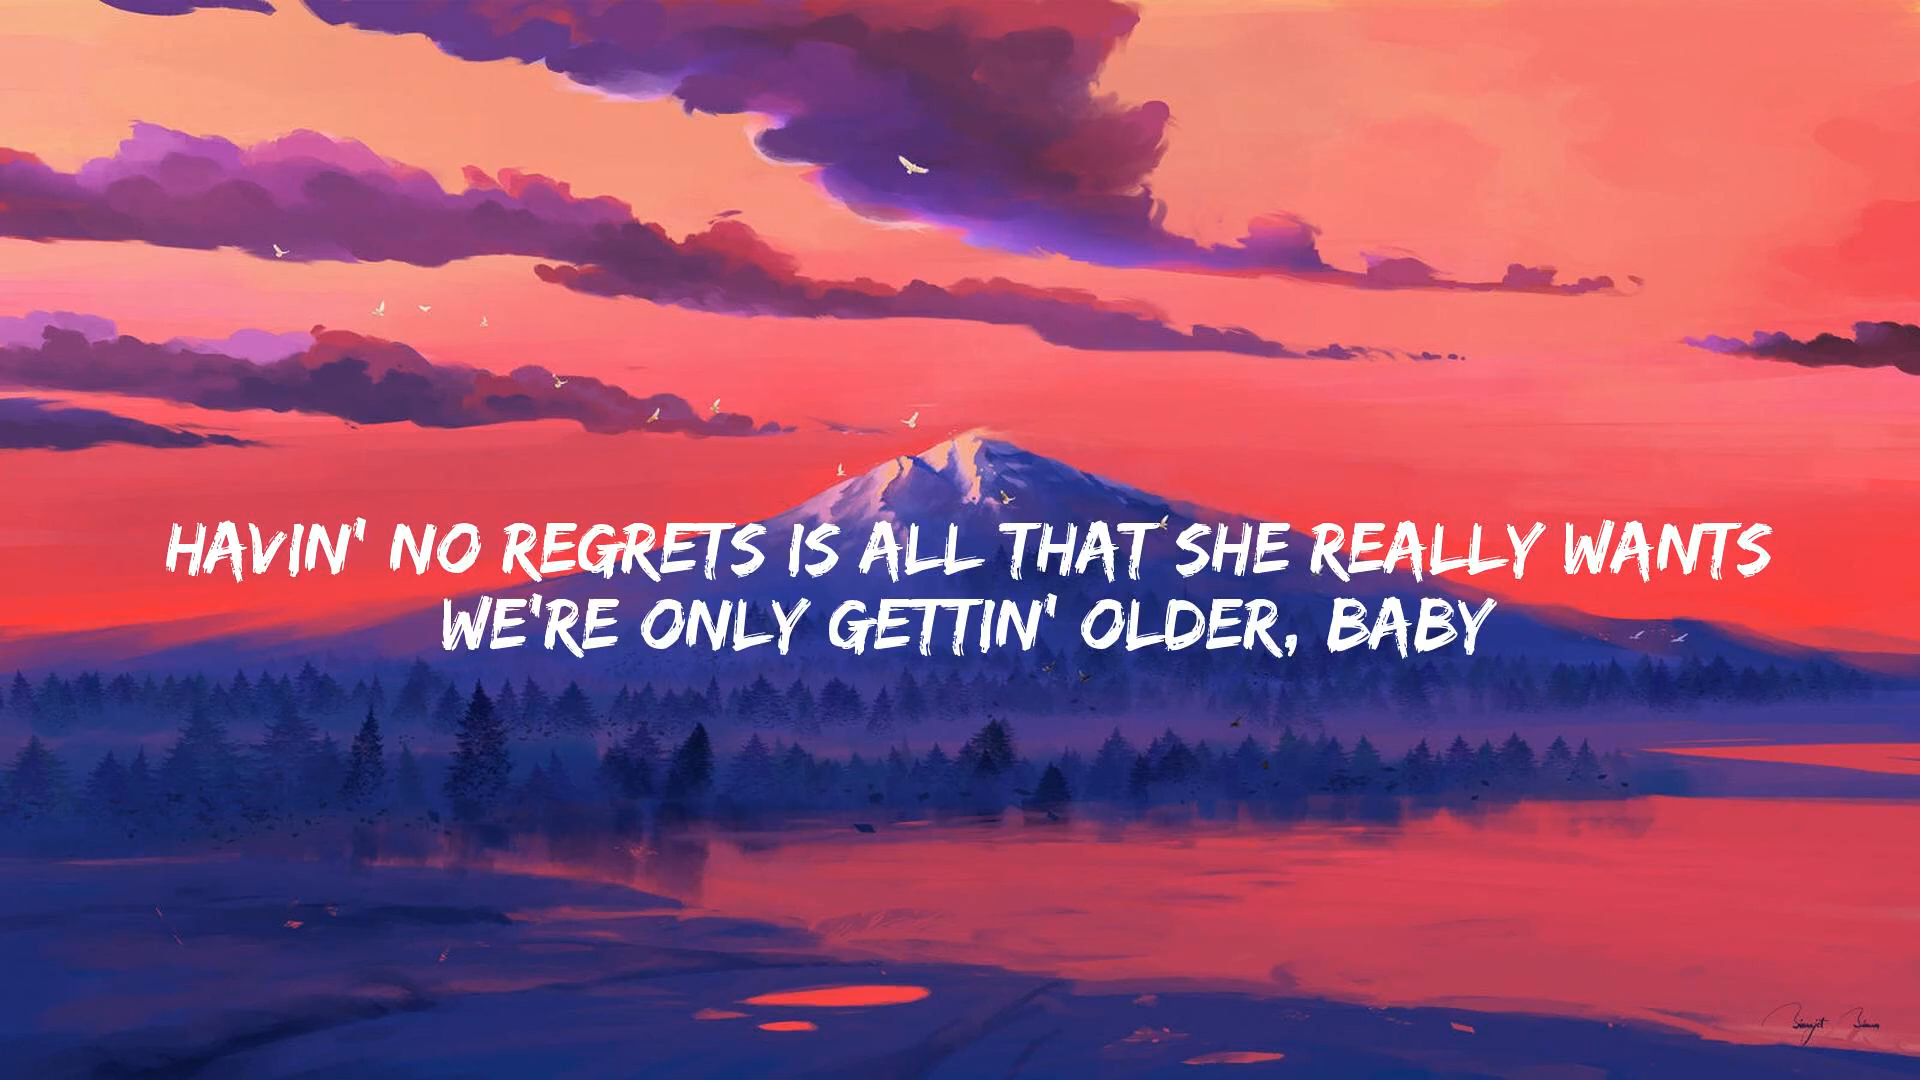 HAVIN' NO REGRETS IS ALL THAT SHE REALLY WANTS
WE'RE ONLY GETTIN' OLDER, BABY